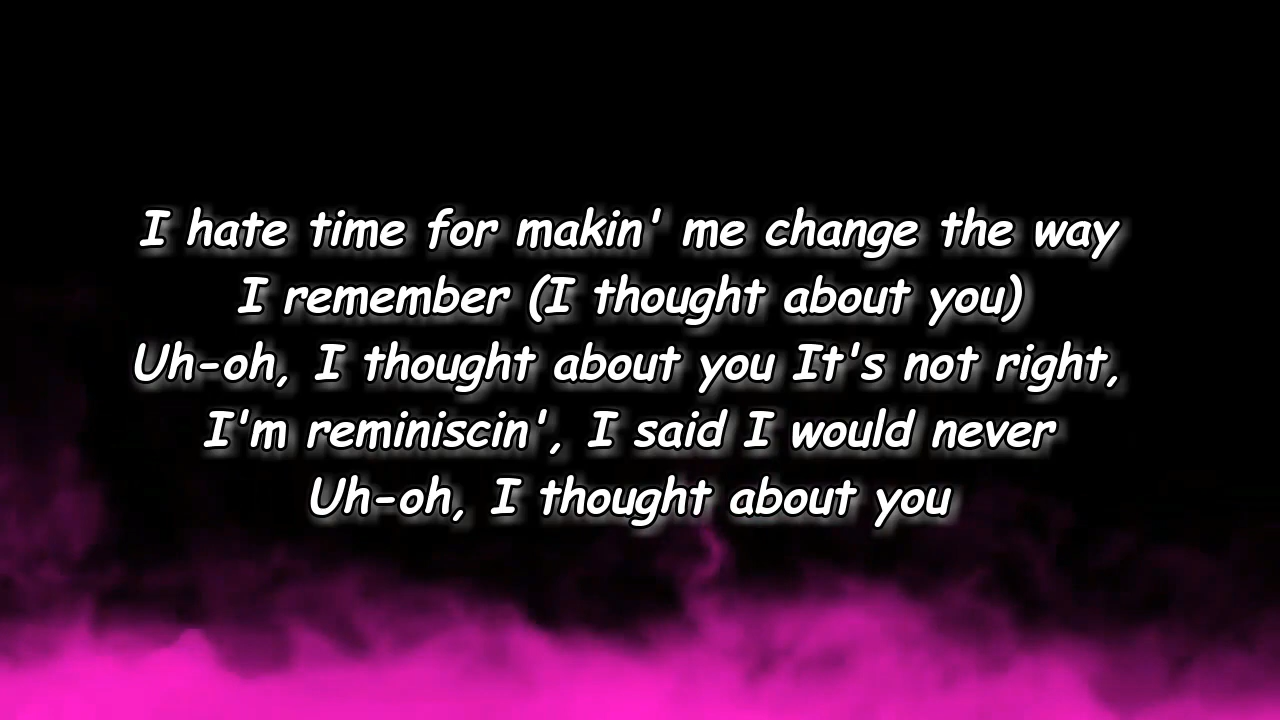 I hate time for makin' me change the way
I remember (I thought about you)
Uh-oh, I thought about you It's not right,
I'm reminiscin', I said I would never
Uh-oh, I thought about you